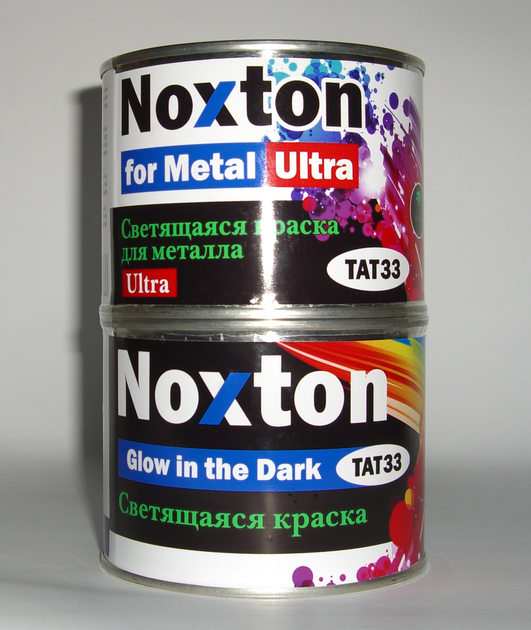 Noxton
for Metal Ultra
Светящаяся краска
для металла
TAT33
Ultra
Noxton
Glow in the Dark TAT33
Светящаяся краска